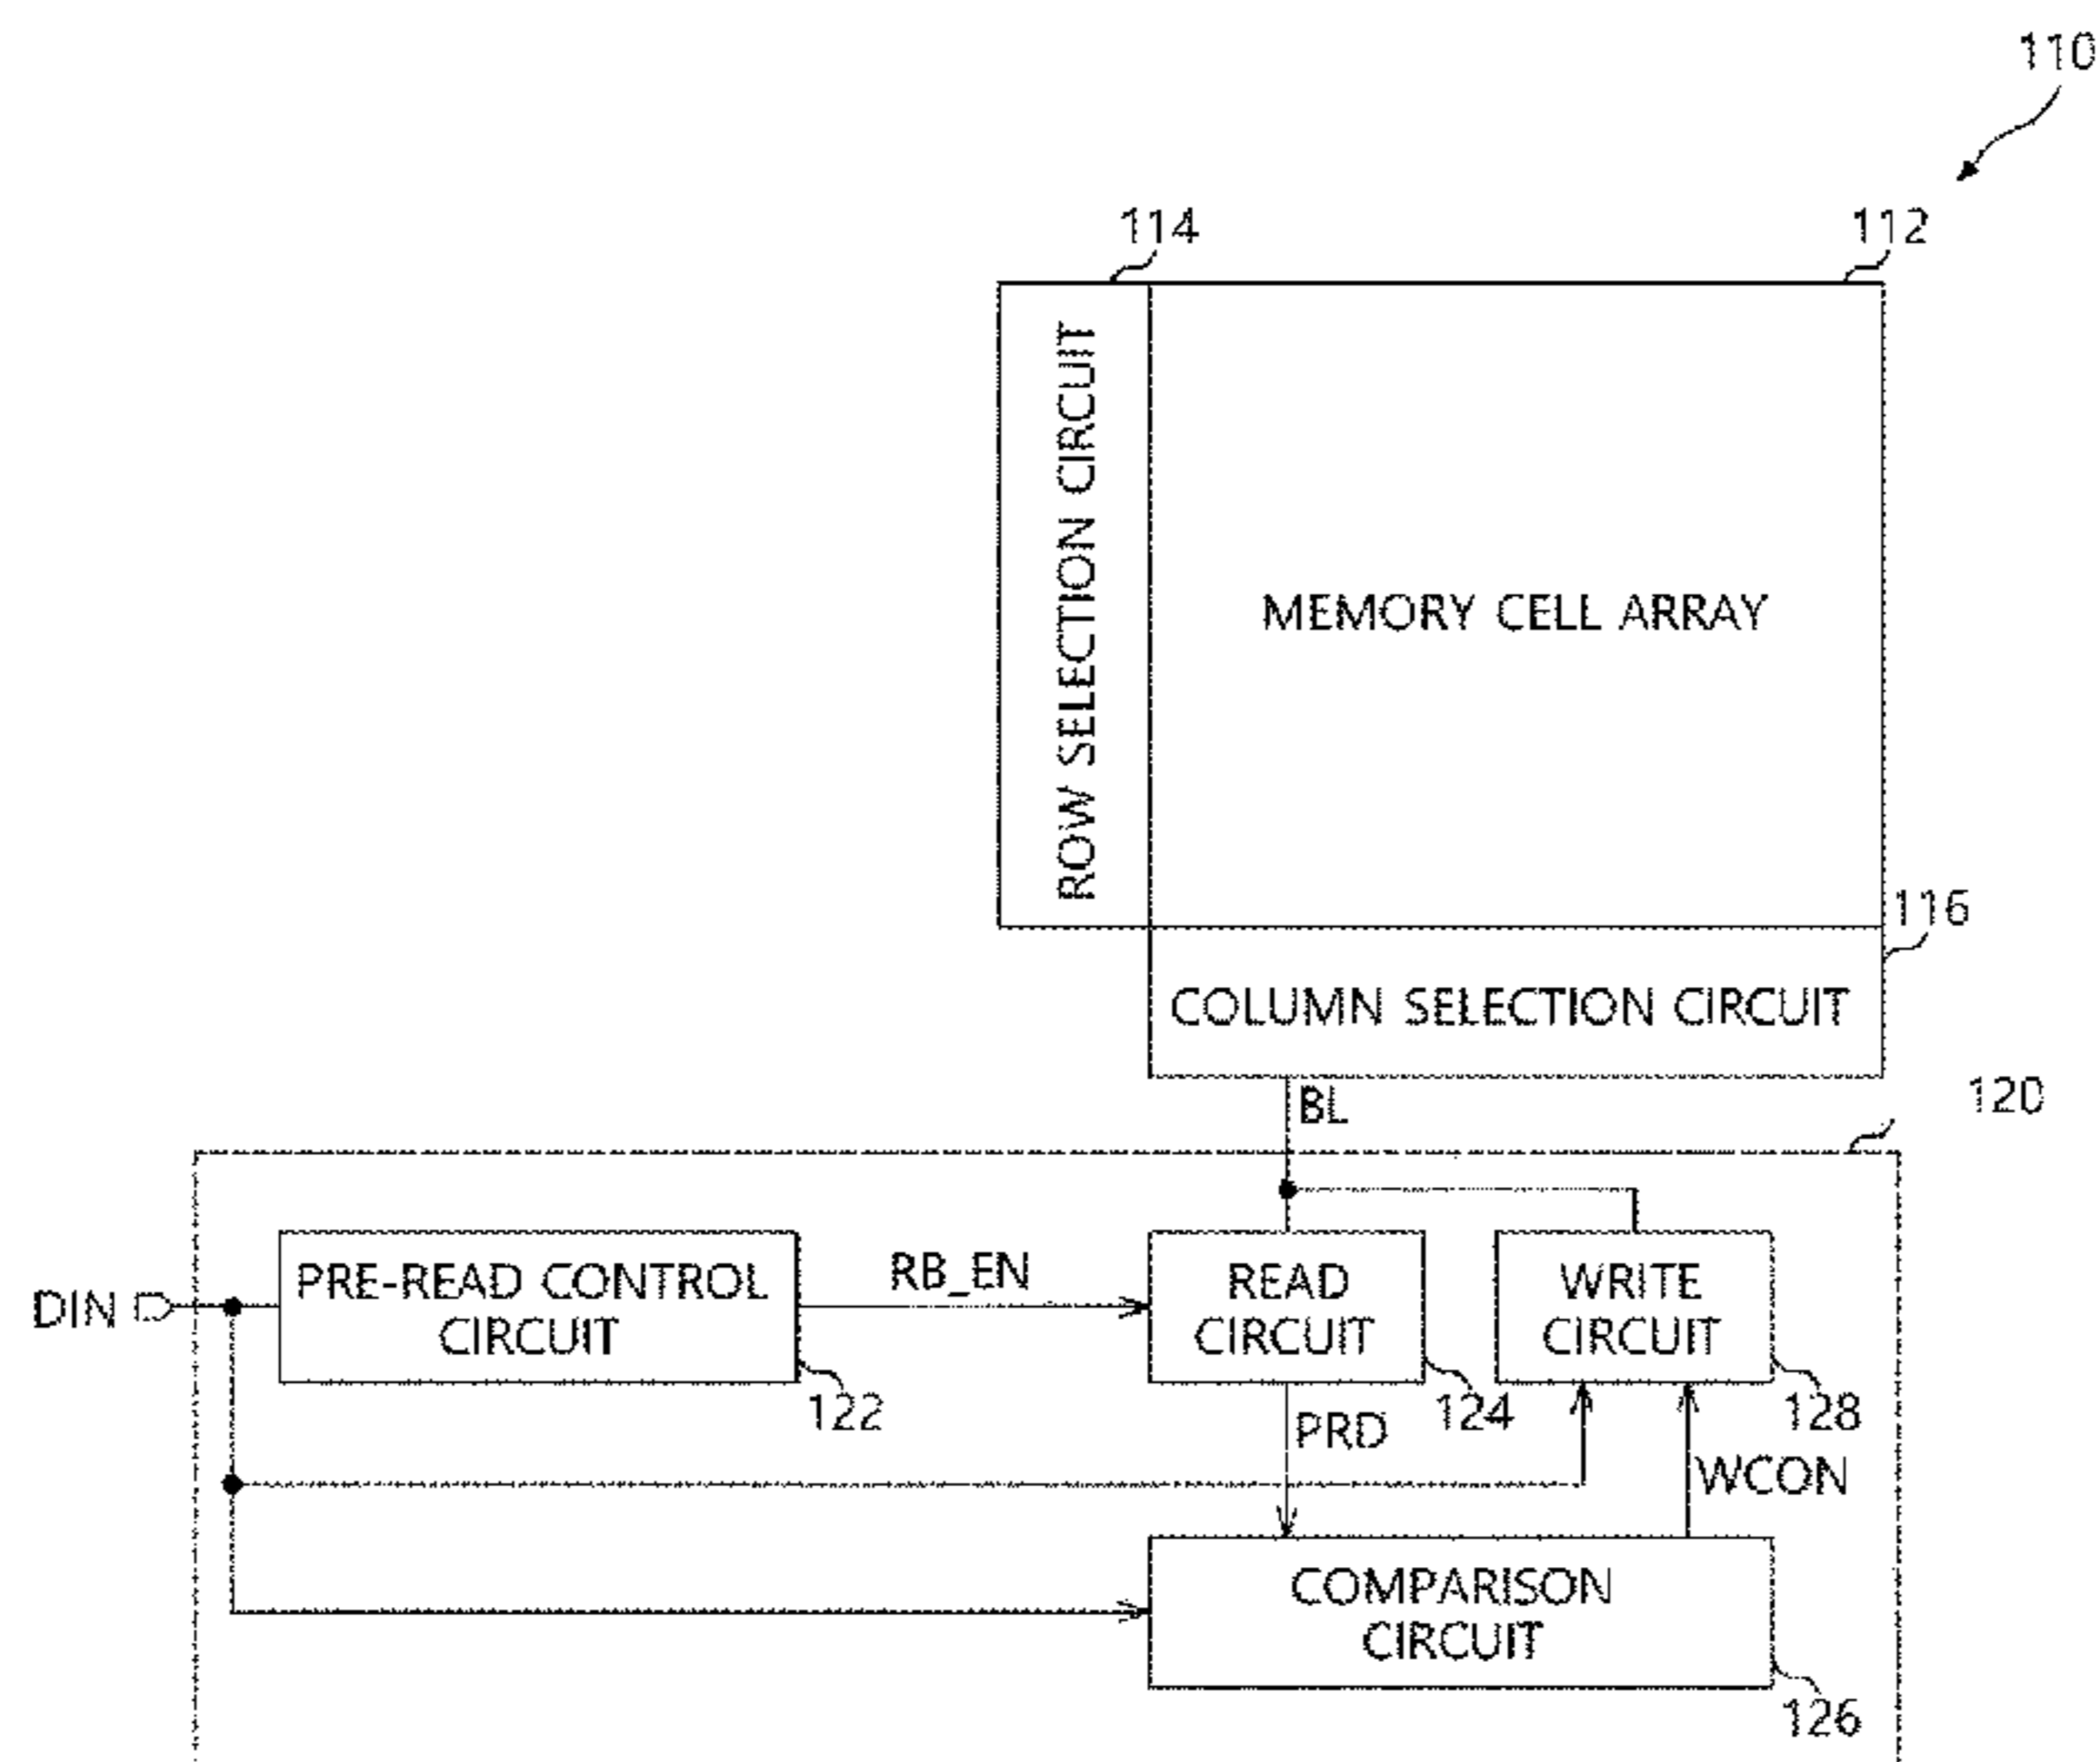 110
114
112
ROW SELECTION CIRCUIT
MEMORY CELL ARRAY
116
COLUMN SELECTION CIRCUIT
BL
120
DIN
PRE-READ CONTROL
CIRCUIT
122
RB_EN
READ
CIRCUIT
124
WRITE
CIRCUIT
128
PRD
WCON
COMPARISON
CIRCUIT
126